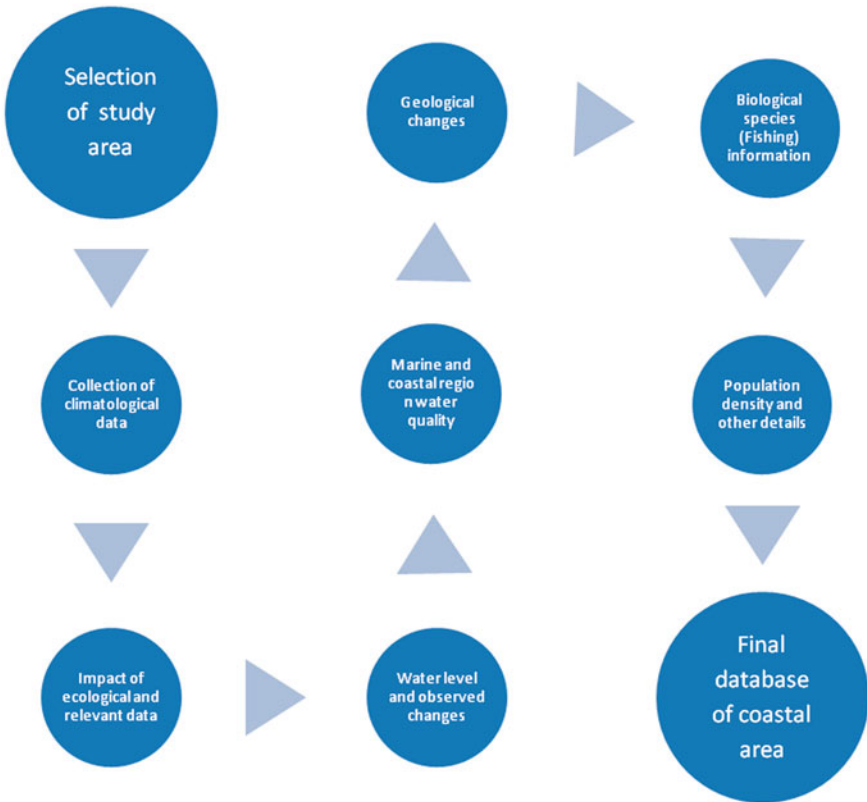 Selection
of study
area
Collection of
climatological
data
Impact of
ecological and
relevant data
Water level
and observed
changes
Marine and
coastal regio
n water
quality
Geological
changes
Biological
species
(Fishing)
information
Population
density and
other details
Final
database
of coastal
area